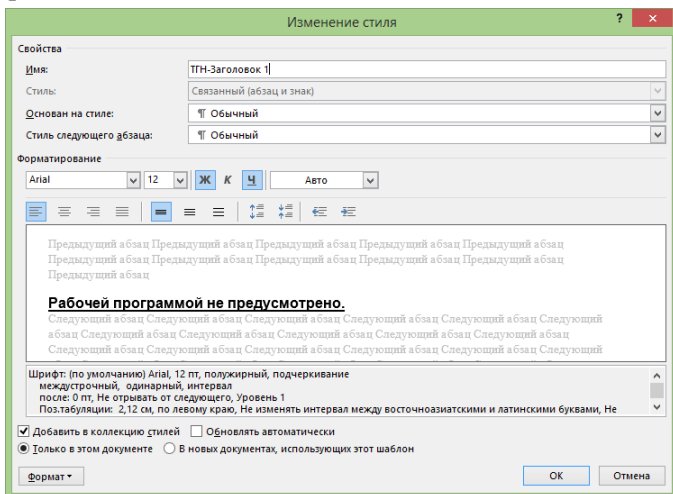 Изменение стиля ? ×
Свойства
Имя: ТГН-Заголовок 1
Стиль: Связанный (абзац и знак)
Основан на стиле: ¶ Обычный
Стиль следующего абзаца: ¶ Обычный
Форматирование
Arial 12 Ж К Ч Авто
Предыдущий абзац Предыдущий абзац Предыдущий абзац Предыдущий абзац Предыдущий абзац
Предыдущий абзац Предыдущий абзац Предыдущий абзац Предыдущий абзац Предыдущий абзац
Предыдущий абзац
Рабочей программой не предусмотрено.
Следующий абзац Следующий абзац Следующий абзац Следующий абзац Следующий абзац Следующий
абзац Следующий абзац Следующий абзац Следующий абзац Следующий абзац Следующий абзац
Следующий абзац Следующий абзац Следующий абзац Следующий абзац Следующий абзац Следующий
Шрифт: (по умолчанию) Arial, 12 пт, полужирный, подчеркивание
междустрочный, одинарный, интервал
после: 0 пт, Не отрывать от следующего, Уровень 1
Поз.табуляции: 2,12 см, по левому краю, Не изменять интервал между восточноазиатскими и латинскими буквами, Не
Добавить в коллекцию стилей Обновлять автоматически
Только в этом документе В новых документах, использующих этот шаблон
Формат ОК Отмена